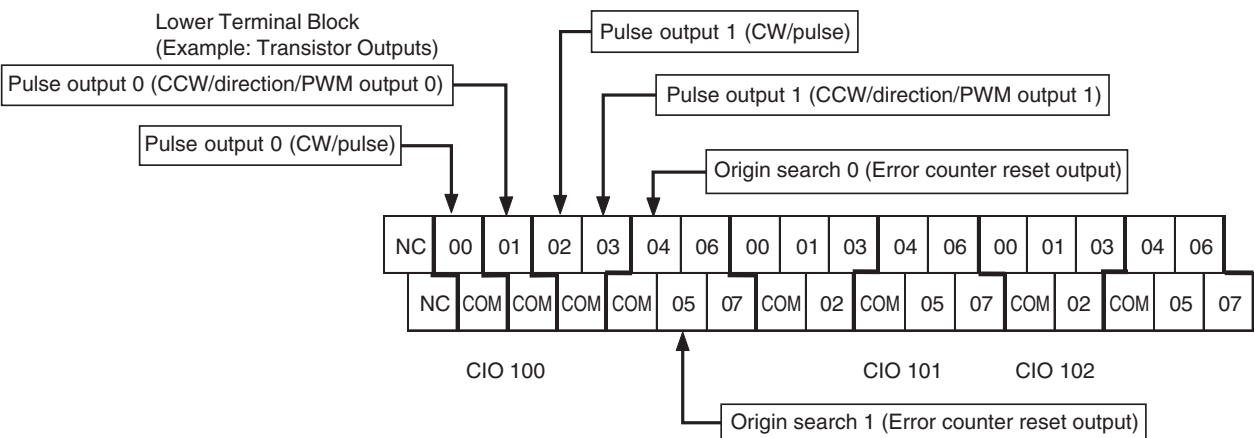 Lower Terminal Block
(Example: Transistor Outputs)
Pulse output 1 (CW/pulse)
Pulse output 0 (CCW/direction/PWM output 0)
Pulse output 1 (CCW/direction/PWM output 1)
Pulse output 0 (CW/pulse)
Origin search 0 (Error counter reset output)
NC 00 01 02 03 04 06 00 01 03 04 06 00 01 03 04 06
NC COM COM COM COM 05 07 COM 02 COM 05 07 COM 02 COM 05 07
CIO 100 CIO 101 CIO 102
Origin search 1 (Error counter reset output)